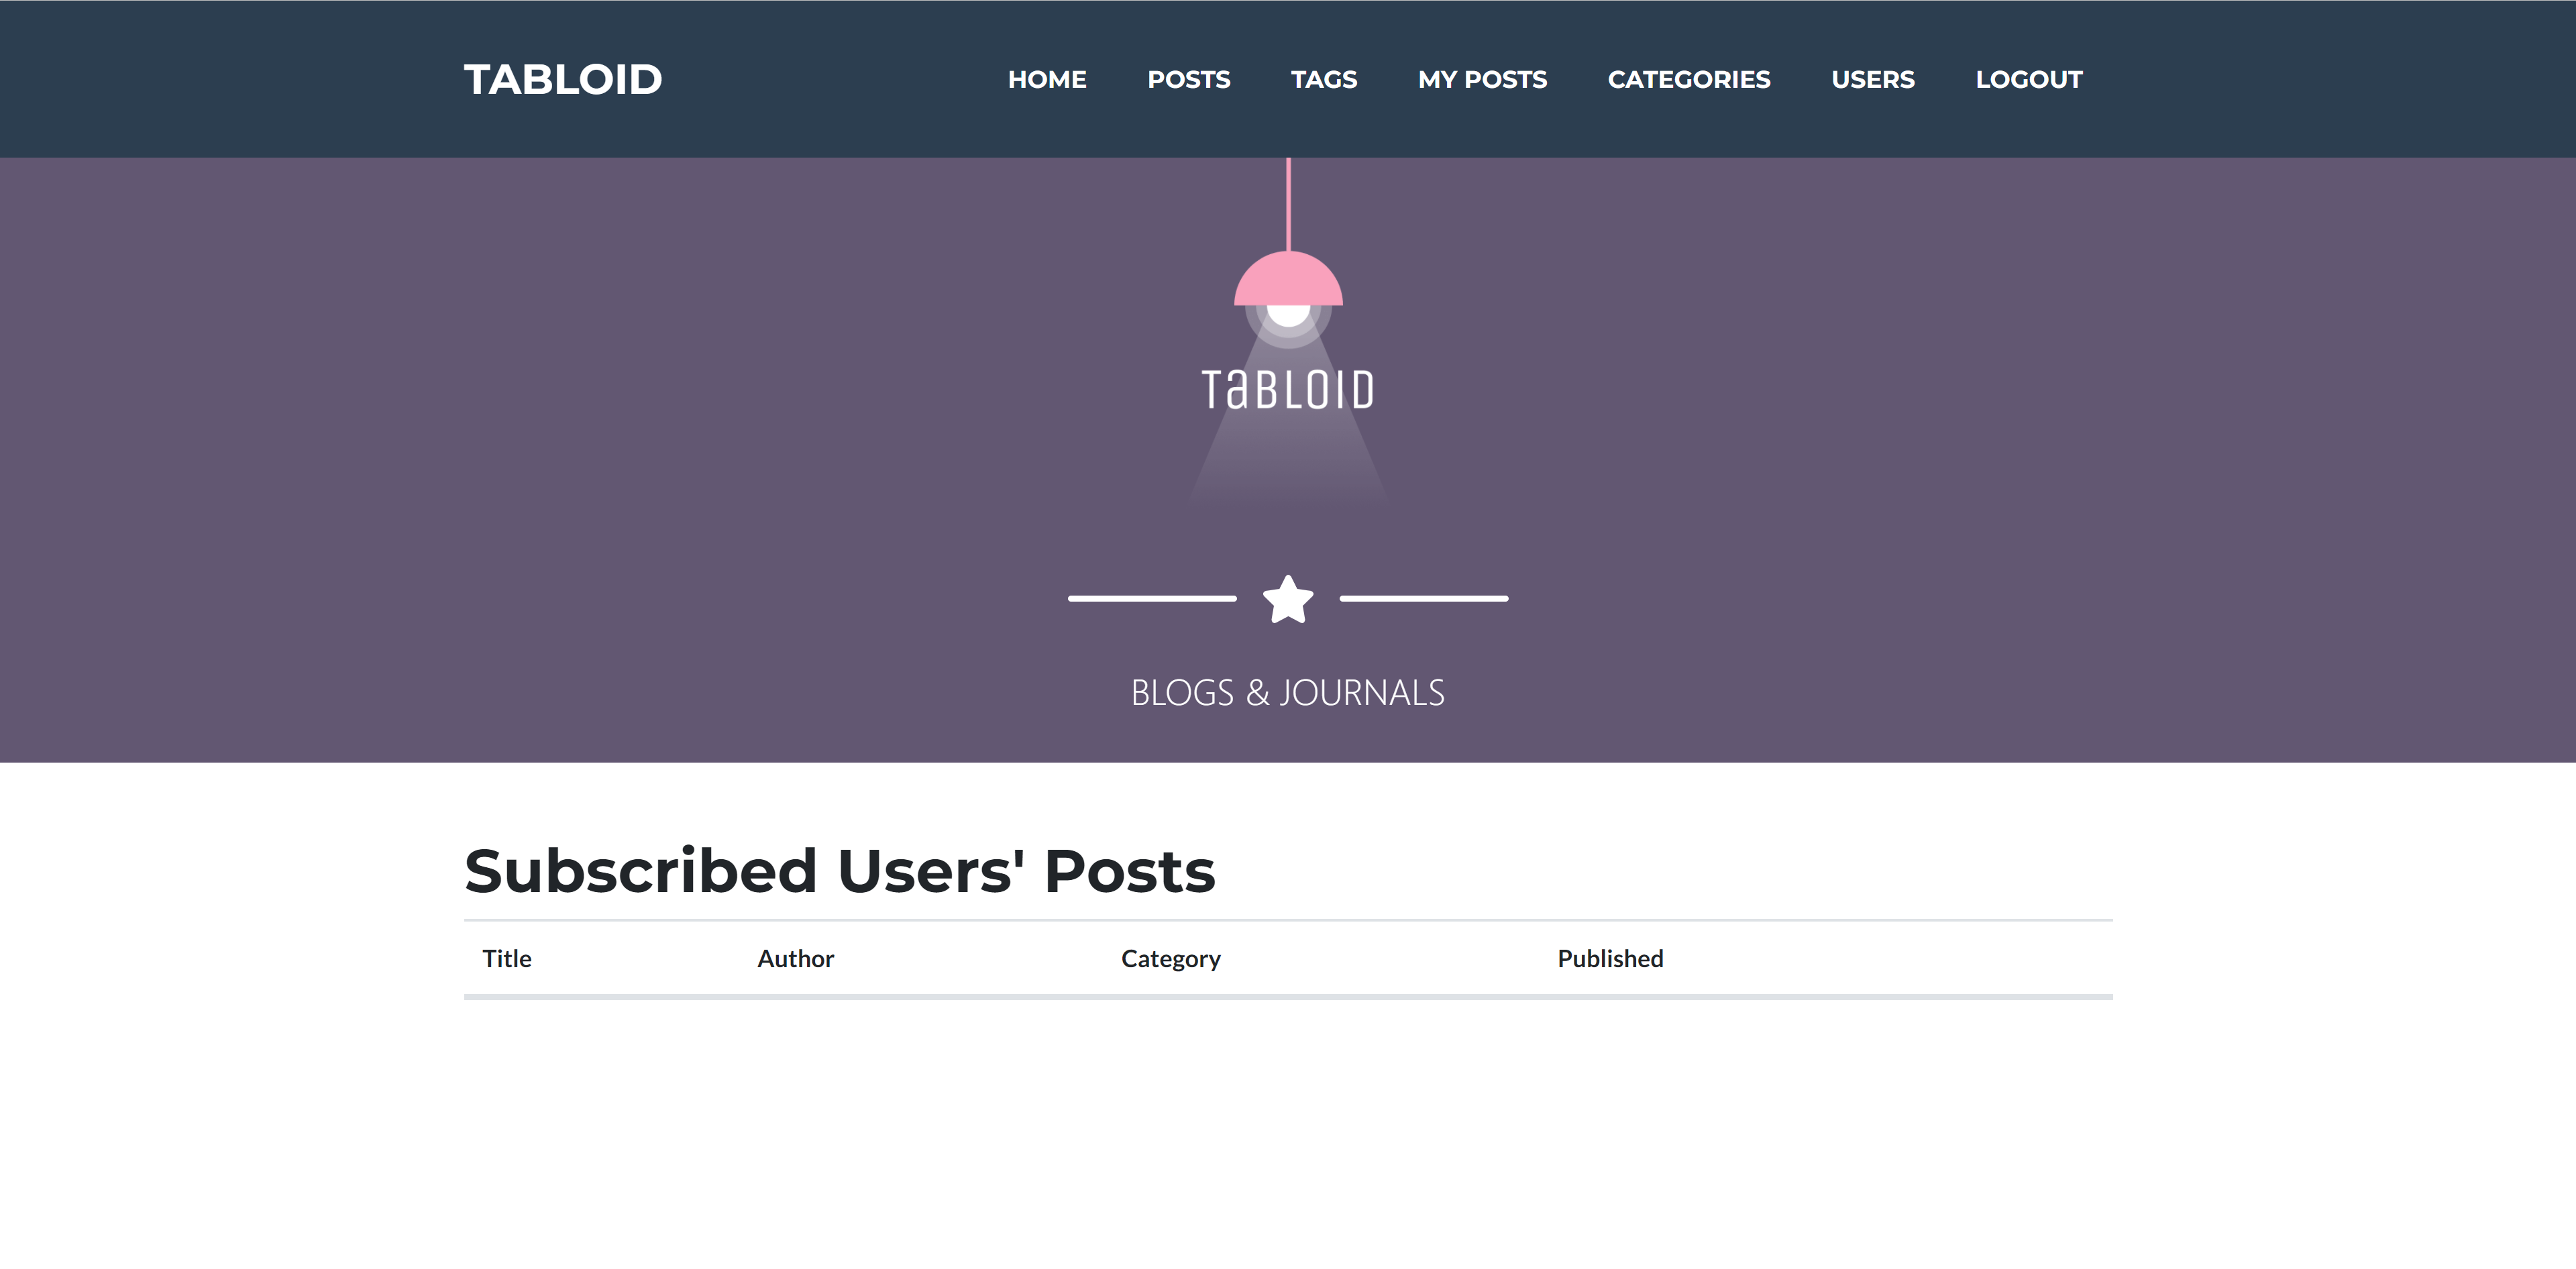 TABLOID HOME POSTS TAGS MY POSTS CATEGORIES USERS LOGOUT
TaBLOID
BLOGS & JOURNALS
Subscribed Users' Posts
Title Author Category Published